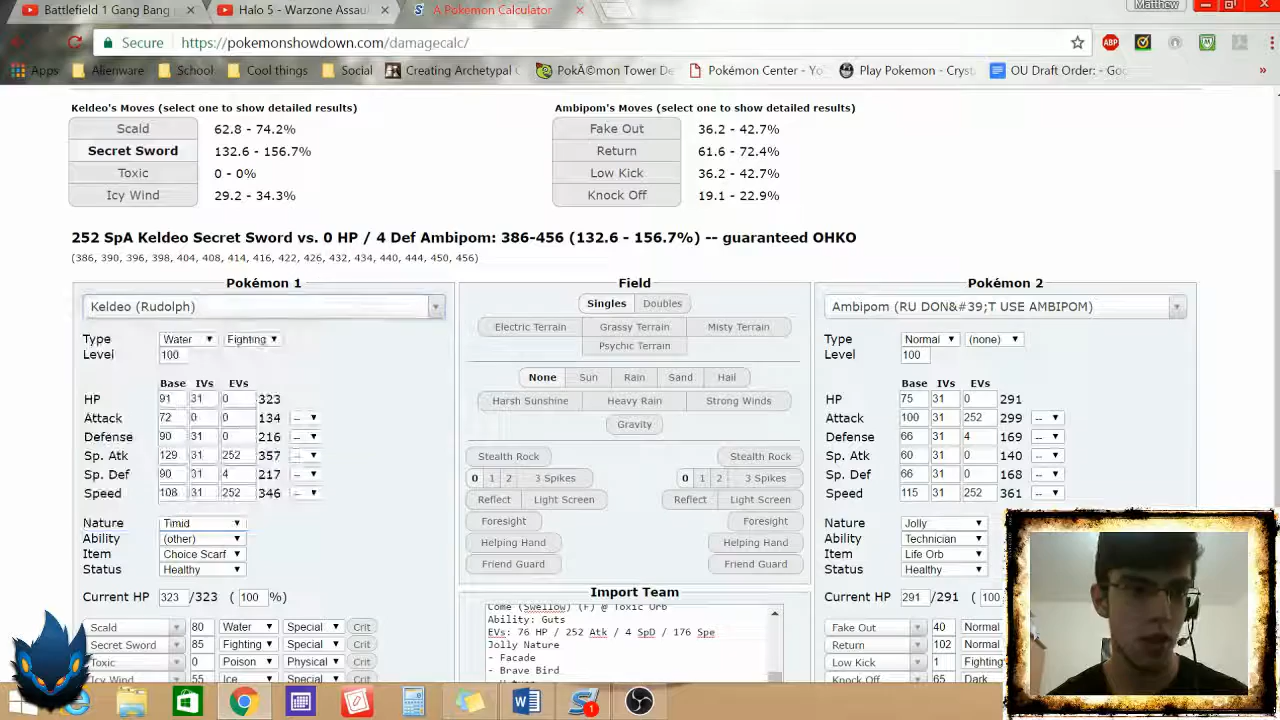 Battlefield 1 Gang Bang
Halo 5 - Warzone Assau
A Pokemon Calculator
Matthew
Secure
https://pokemonshowdown.com/damagecalc/
ABP
Apps
Alienware
School
Cool things
Social
Creating Archetypal
PokÃ©mon Tower De
Pokémon Center - Yo
Play Pokemon - Cryst
OU Draft Order: - Goo
»
Keldeo's Moves (select one to show detailed results)
Scald 62.8 - 74.2%
Secret Sword 132.6 - 156.7%
Toxic 0 - 0%
Icy Wind 29.2 - 34.3%
Ambipom's Moves (select one to show detailed results)
Fake Out 36.2 - 42.7%
Return 61.6 - 72.4%
Low Kick 36.2 - 42.7%
Knock Off 19.1 - 22.9%
252 SpA Keldeo Secret Sword vs. 0 HP / 4 Def Ambipom: 386-456 (132.6 - 156.7%) -- guaranteed OHKO
(386, 390, 396, 398, 404, 408, 414, 416, 422, 426, 432, 434, 440, 444, 450, 456)
Pokémon 1
Keldeo (Rudolph)
Type Water Fighting
Level 100
Base IVs EVs
HP 91 31 0 323
Attack 72 0 0 134 --
Defense 90 31 0 216 --
Sp. Atk 129 31 252 357 --
Sp. Def 90 31 4 217 --
Speed 108 31 252 346 --
Nature Timid
Ability (other)
Item Choice Scarf
Status Healthy
Current HP 323 /323 ( 100 %)
Scald 80 Water Special Crit
Secret Sword 85 Fighting Special Crit
Toxic 0 Poison Physical Crit
Icy Wind 55 Ice Special Crit
Field
Singles Doubles
Electric Terrain Grassy Terrain Misty Terrain
Psychic Terrain
None Sun Rain Sand Hail
Harsh Sunshine Heavy Rain Strong Winds
Gravity
Stealth Rock Stealth Rock
0 1 2 3 Spikes 0 1 2 3 Spikes
Reflect Light Screen Reflect Light Screen
Foresight Foresight
Helping Hand Helping Hand
Friend Guard Friend Guard
Import Team
Lome (Swellow) (F) @ Toxic Orb
Ability: Guts
EVs: 76 HP / 252 Atk / 4 SpD / 176 Spe
Jolly Nature
- Facade
- Brave Bird
Pokémon 2
Ambipom (RU DON&#39;T USE AMBIPOM)
Type Normal (none)
Level 100
Base IVs EVs
HP 75 31 0 291
Attack 100 31 252 299 --
Defense 66 31 4 169 --
Sp. Atk 60 31 0 140 --
Sp. Def 66 31 0 168 --
Speed 115 31 252 361 --
Nature Jolly
Ability Technician
Item Life Orb
Status Healthy
Current HP 291 /291 ( 100
Fake Out 40 Normal
Return 102 Normal
Low Kick 1 Fighting
Knock Off 65 Dark
1